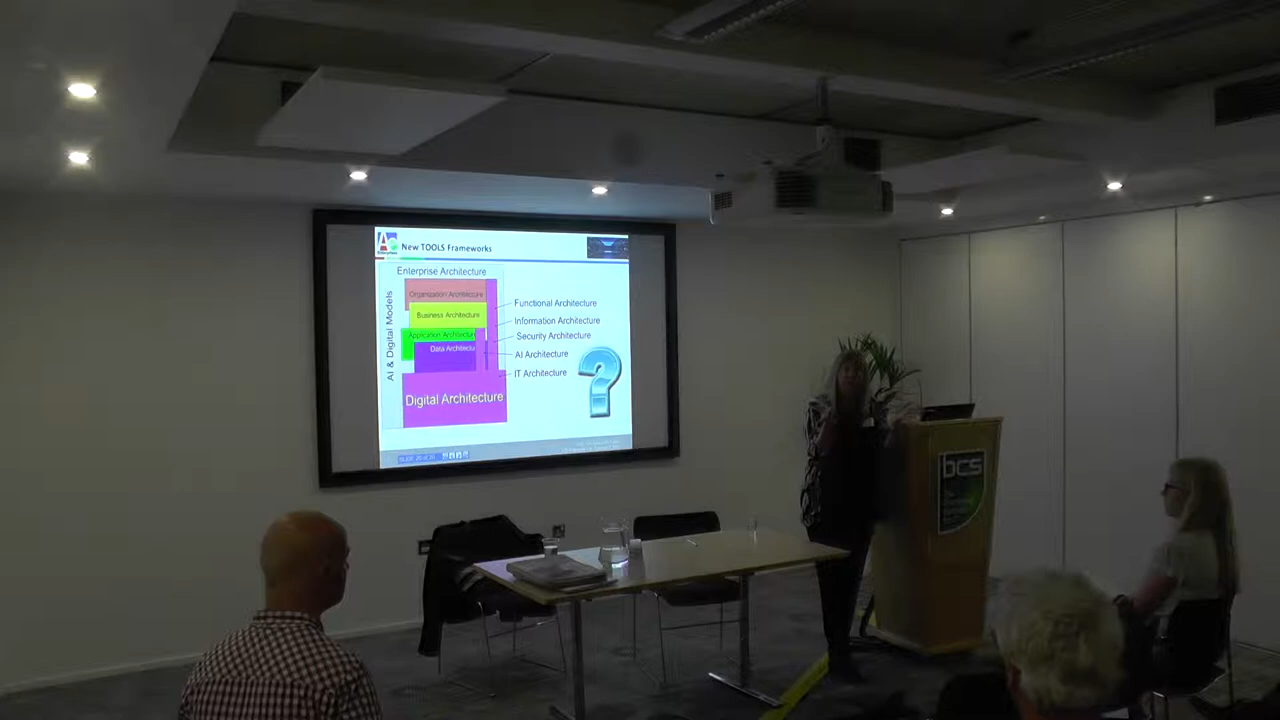 New TOOLS Frameworks
Enterprise Architecture
AI & Digital Models
Organization Architecture
Business Architecture
Application Architecture
Data Architectu
Digital Architecture
Functional Architecture
Information Architecture
Security Architecture
AI Architecture
IT Architecture
?
bcs